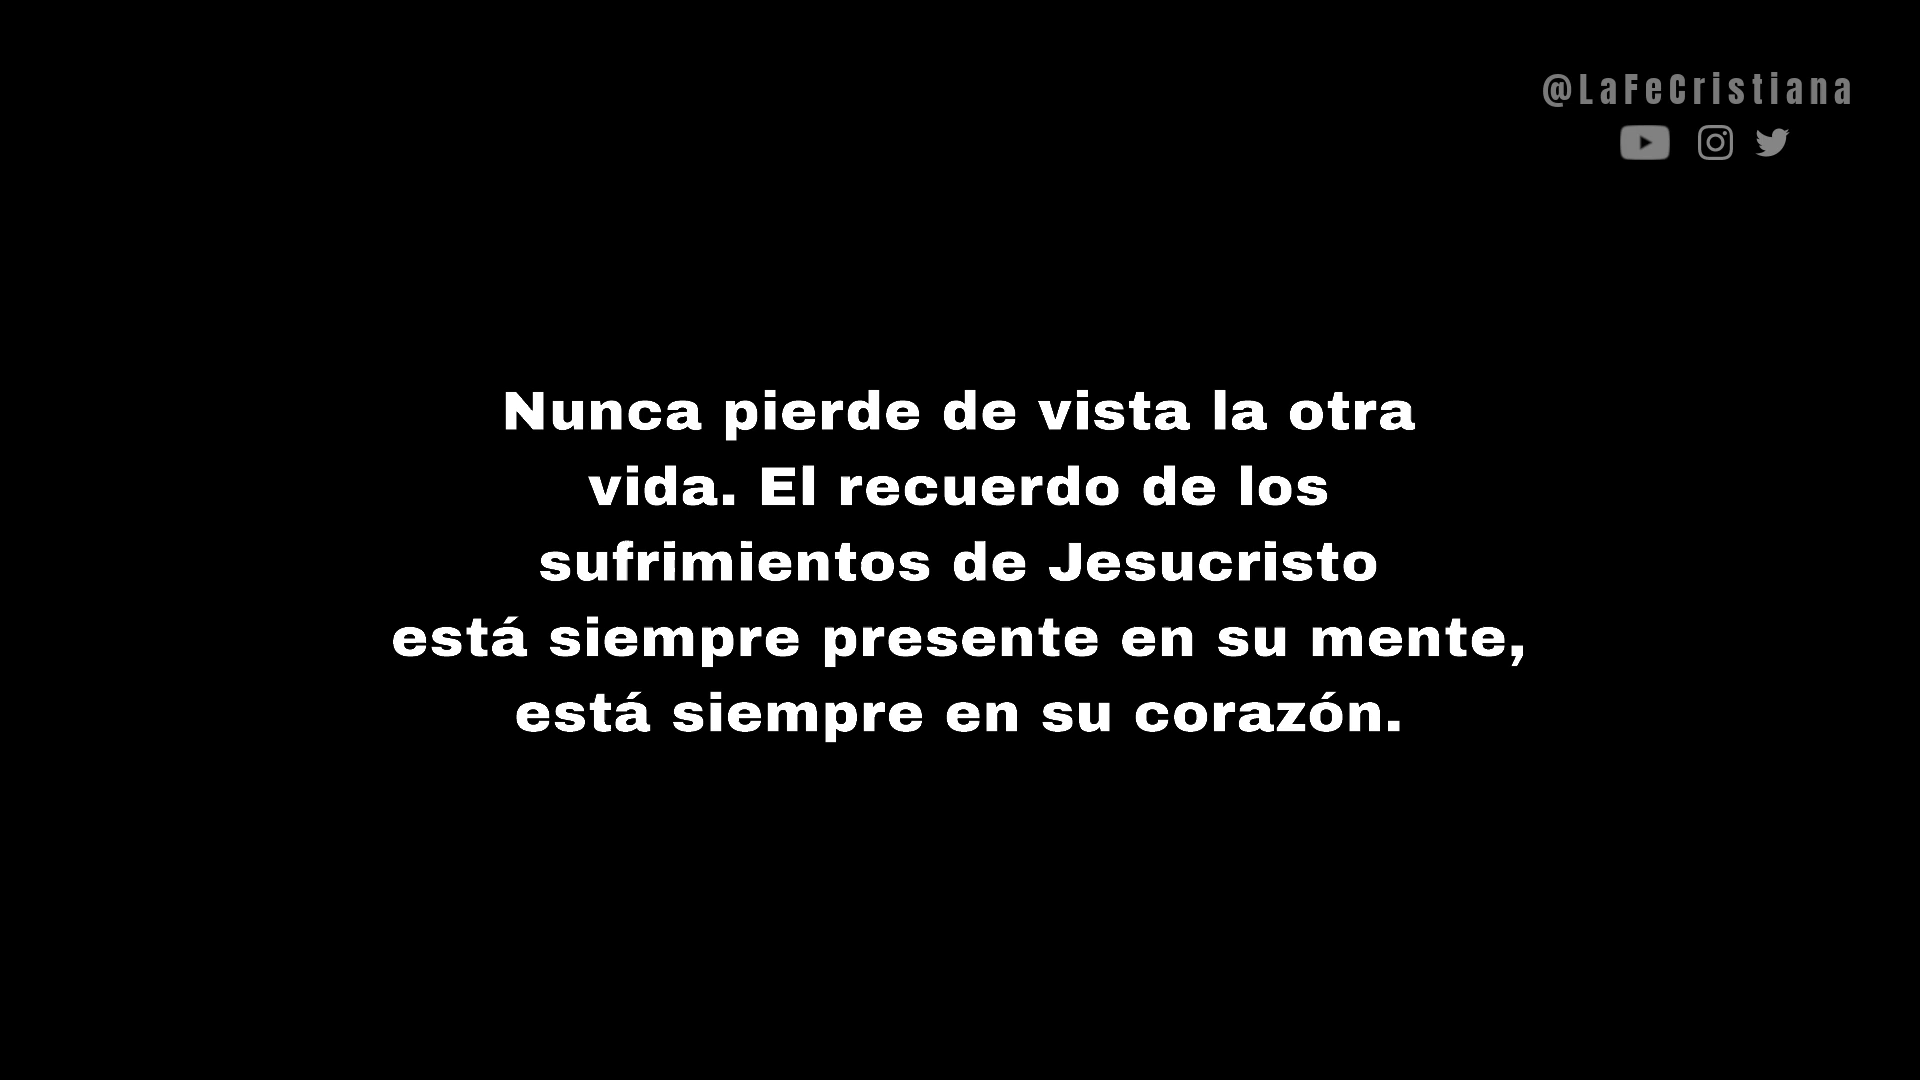 @LaFeCristiana
Nunca pierde de vista la otra
vida. El recuerdo de los
sufrimientos de Jesucristo
está siempre presente en su mente,
está siempre en su corazón.